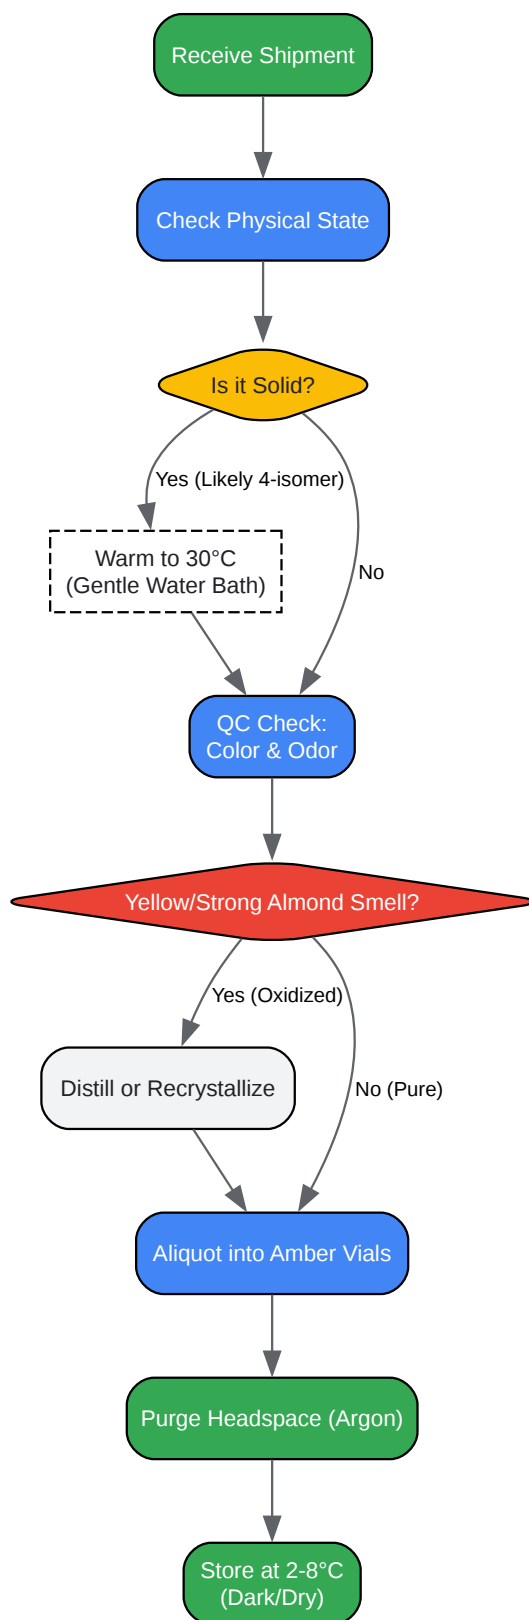 Receive Shipment
Check Physical State
Is it Solid?
Yes (Likely 4-isomer)
Warm to 30°C
(Gentle Water Bath)
No
QC Check:
Color & Odor
Yellow/Strong Almond Smell?
Yes (Oxidized)
Distill or Recrystallize
No (Pure)
Aliquot into Amber Vials
Purge Headspace (Argon)
Store at 2-8°C
(Dark/Dry)